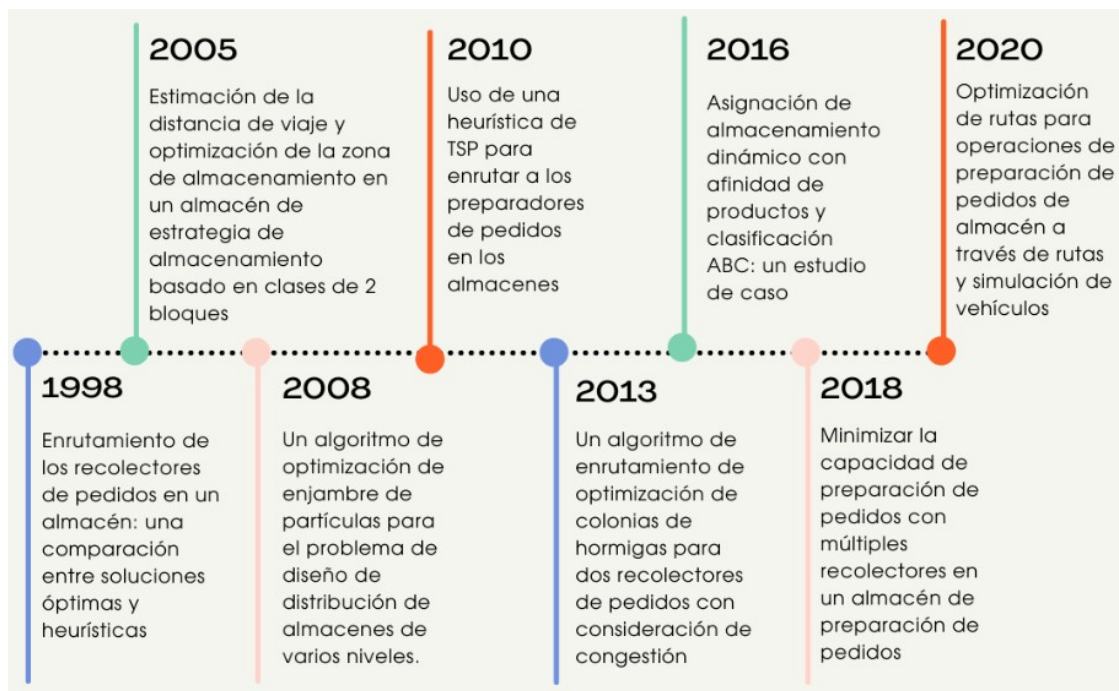 2005
Estimación de la
distancia de viaje y
optimización de la zona
de almacenamiento en
un almacén de
estrategia de
almacenamiento
basado en clases de 2
bloques
2010
Uso de una
heurística de
TSP para
enrutar a los
preparadores
de pedidos
en los
almacenes
2016
Asignación de
almacenamiento
dinámico con
afinidad de
productos y
clasificación
ABC: un estudio
de caso
2020
Optimización
de rutas para
operaciones de
preparación de
pedidos de
almacén a
través de rutas
y simulación de
vehículos
1998
Enrutamiento de
los recolectores
de pedidos en un
almacén: una
comparación
entre soluciones
óptimas y
heurísticas
2008
Un algoritmo de
optimización de
enjambre de
partículas para
el problema de
diseño de
distribución de
almacenes de
varios niveles.
2013
Un algoritmo de
enrutamiento de
optimización de
colonias de
hormigas para
dos recolectores
de pedidos con
consideración de
congestión
2018
Minimizar la
capacidad de
preparación de
pedidos con
múltiples
recolectores en
un almacén de
preparación de
pedidos